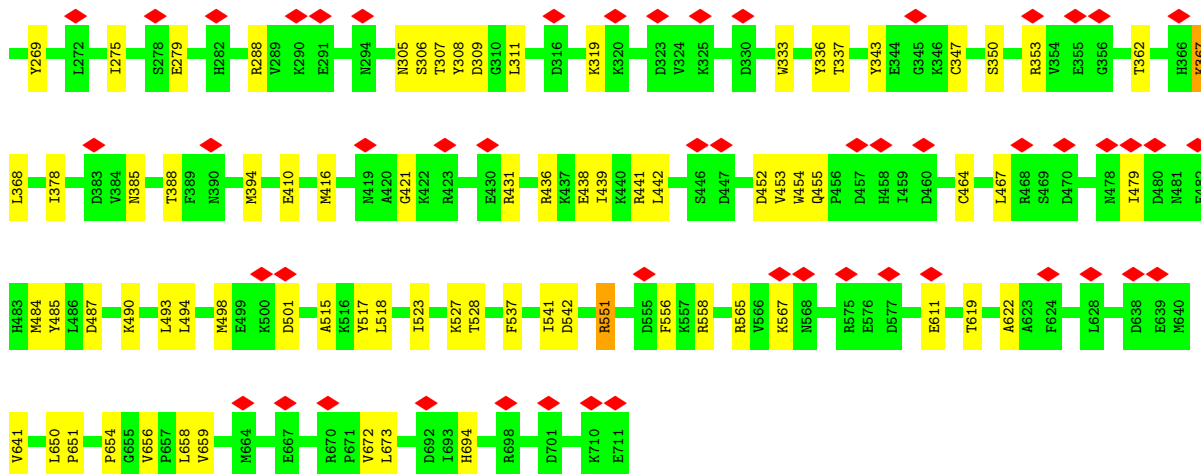 Y269 L272 I275 S278 E279 H282 R288 V289 K290 E291 N294 N305 S306 T307 Y308 D309 G310 L311 D316 K319 K320 D323 V324 K325 D330 W333 Y336 T337 Y343 E344 G345 K346 C347 S350 R353 V354 E355 G356 T362 H366 K367
L368 I378 D383 V384 N385 T388 F389 N390 M394 E410 M416 N419 A420 G421 K422 R423 E430 R431 R436 K437 E438 I439 K440 R441 L442 S446 D447 D452 V453 W454 Q455 P456 D457 H458 I459 D460 C464 L467 R468 S469 D470 N478 I479 D480 N481 E482
H483 M484 Y485 L486 D487 K490 L493 L494 M498 E499 K500 D501 A515 K516 Y517 L518 I523 K527 T528 F537 I541 D542 R551 D555 F556 K557 R558 R565 V566 K567 N568 R575 E576 D577 E611 T619 A622 A623 F624 L628 D638 E639 M640
V641 L650 P651 P654 G655 V656 P657 L658 V659 M664 E667 R670 P671 V672 L673 D692 I693 H694 R698 D701 K710 E711